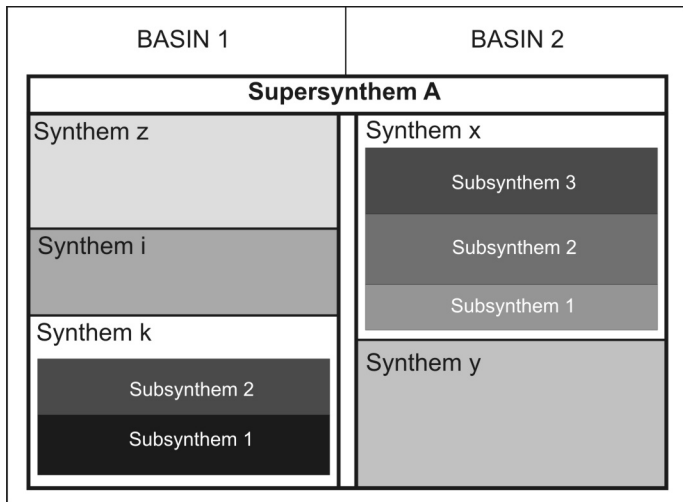 BASIN 1
BASIN 2
Supersynthem A
Synthem z
Synthem i
Synthem k
Subsynthem 2
Subsynthem 1
Synthem x
Subsynthem 3
Subsynthem 2
Subsynthem 1
Synthem y